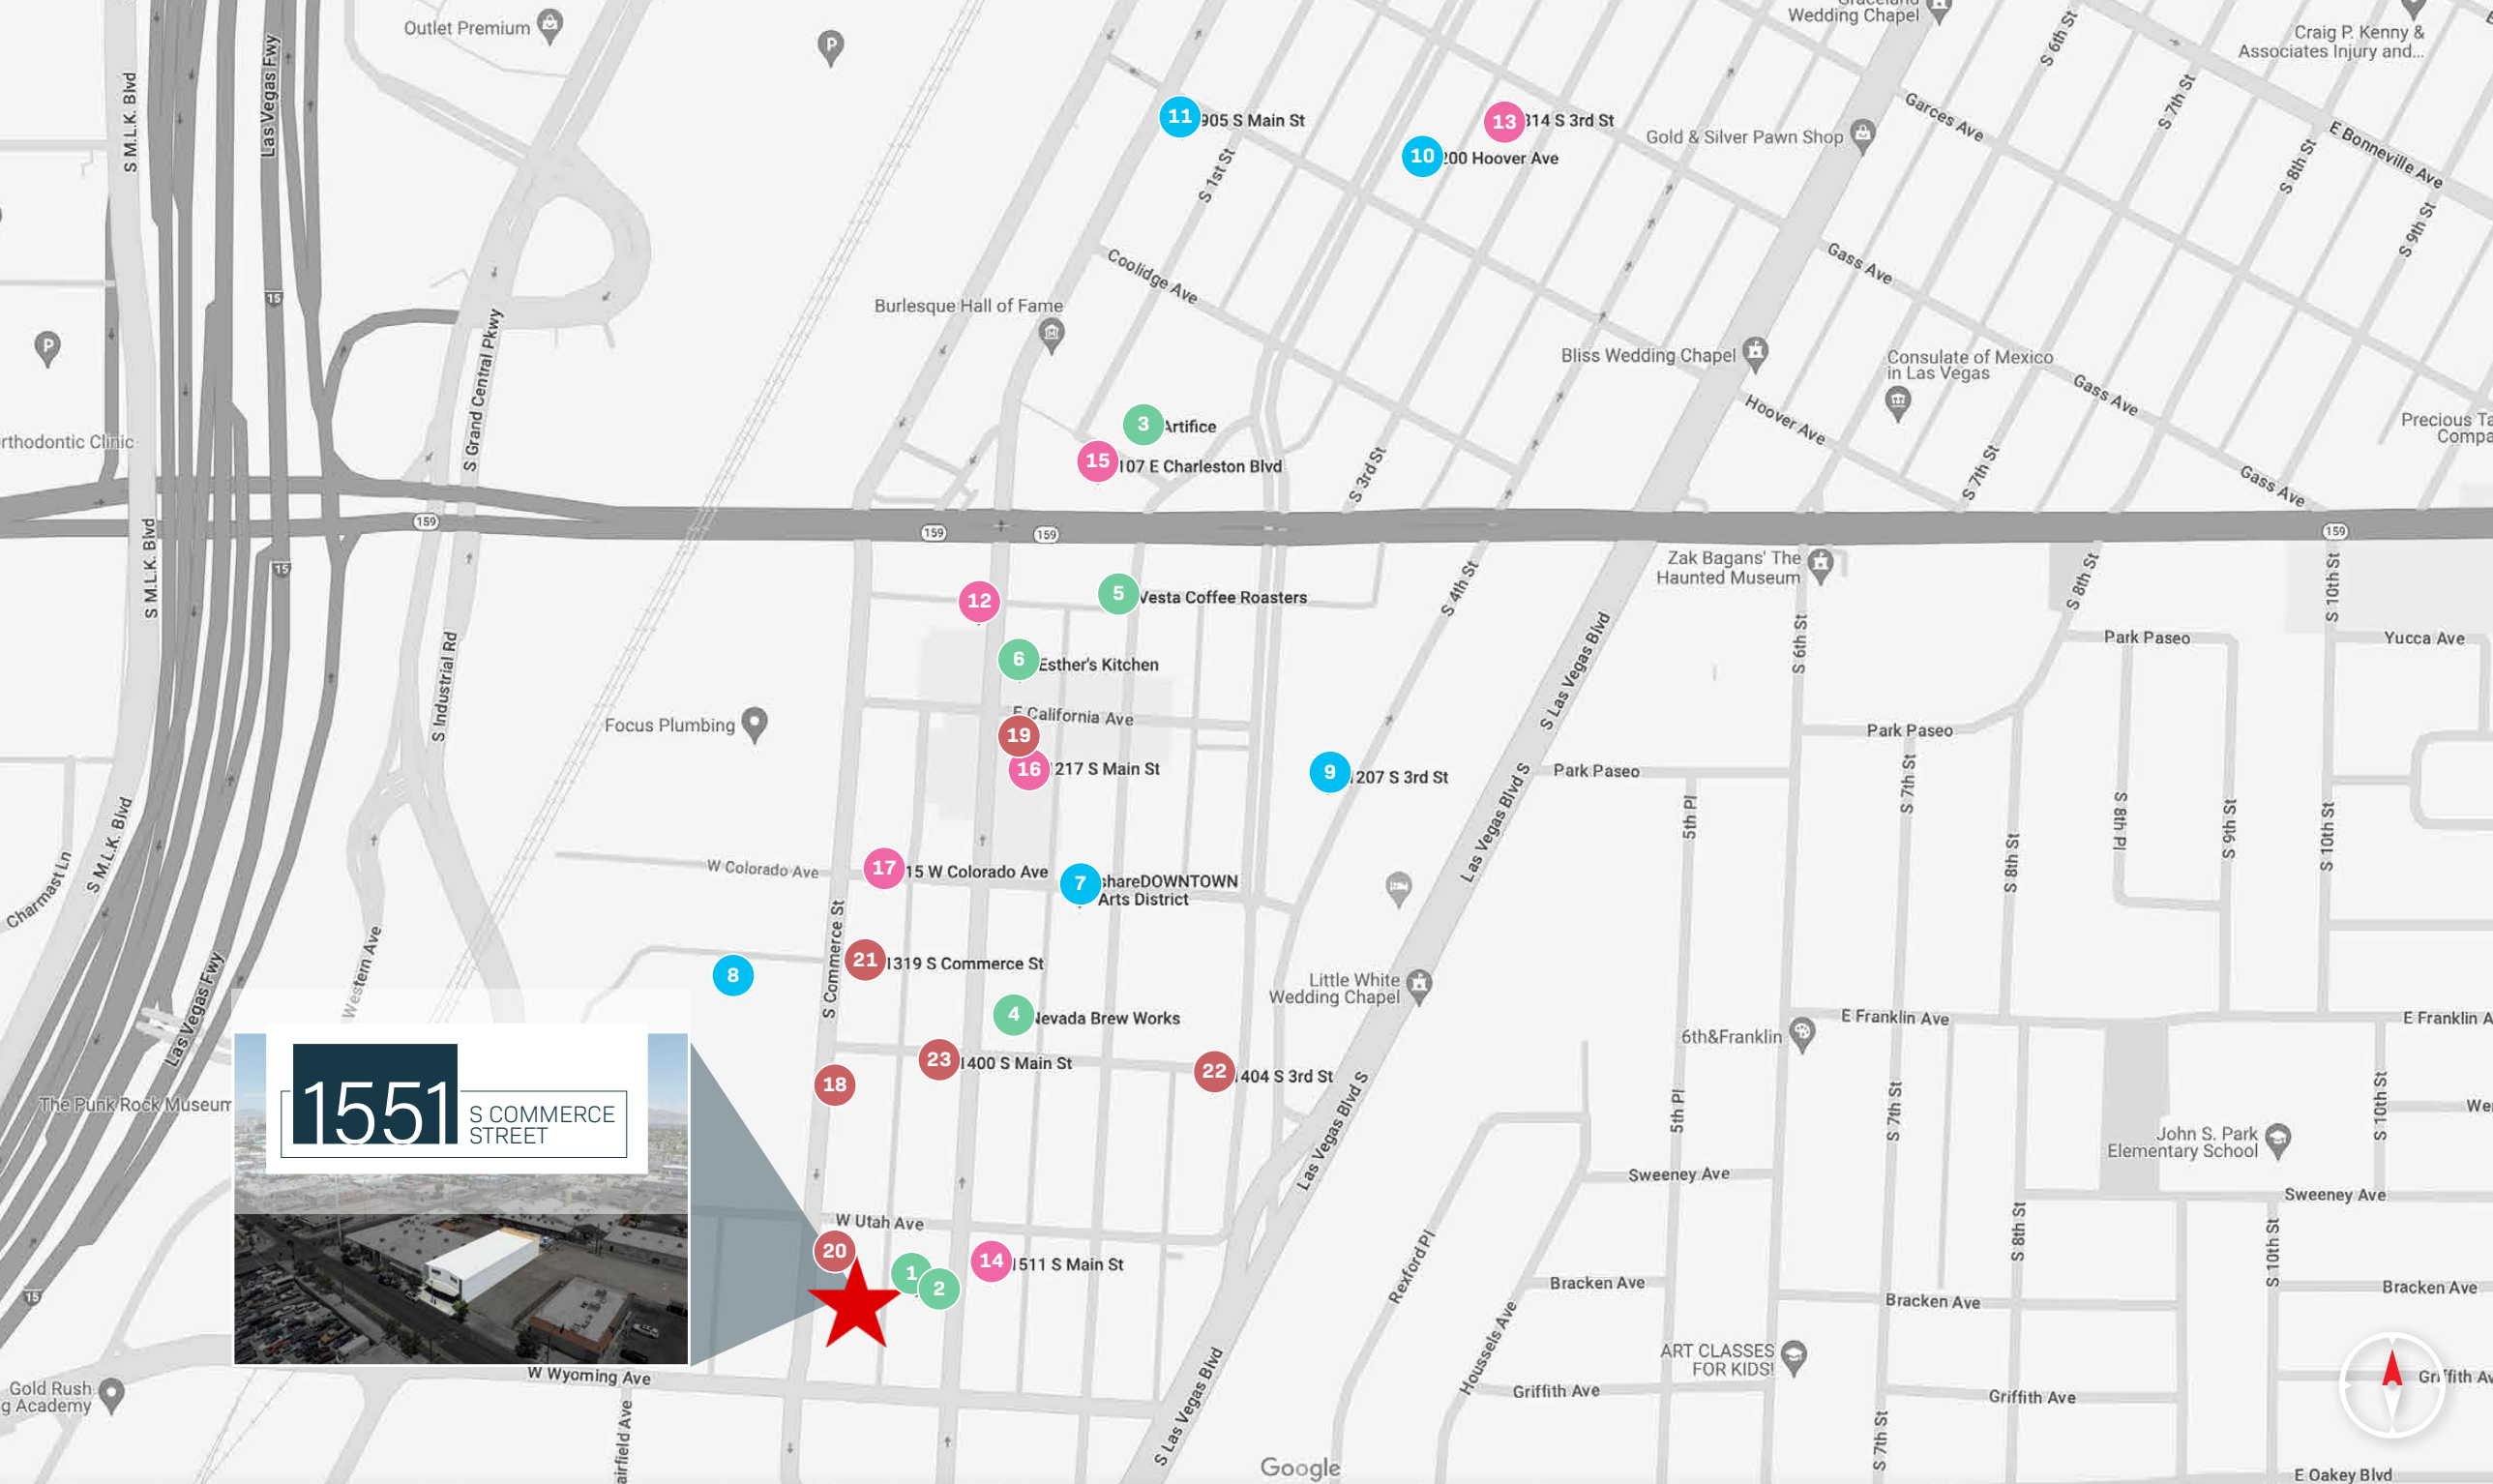 Outlet Premium
Graceland
Wedding Chapel
S 6th St
Craig P. Kenny &
Associates Injury and...
S M.L.K. Blvd
Las Vegas Fwy
P
S 7th St
Garces Ave
11
905 S Main St
13
814 S 3rd St
Gold & Silver Pawn Shop
E Bonneville Ave
10
200 Hoover Ave
S 1st St
S 8th St
S 9th St
Coolidge Ave
Gass Ave
15
Burlesque Hall of Fame
P
S Grand Central Pkwy
Bliss Wedding Chapel
Consulate of Mexico
in Las Vegas
Gass Ave
Hoover Ave
3
Artifice
rthodontic Clinic
Precious Ta
Compa
15
107 E Charleston Blvd
S 3rd St
S 7th St
Gass Ave
159
159
159
159
S M.L.K. Blvd
15
Zak Bagans' The
Haunted Museum
S 4th St
S 8th St
S 10th St
12
5
Vesta Coffee Roasters
S Industrial Rd
S 6th St
Park Paseo
Yucca Ave
6
Esther's Kitchen
S Las Vegas Blvd
E California Ave
Focus Plumbing
Park Paseo
19
16
1217 S Main St
9
1207 S 3rd St
Park Paseo
Las Vegas Blvd S
5th Pl
S 7th St
S 8th St
S 8th Pl
S 9th St
S 10th St
S M.L.K. Blvd
Charmast Ln
W Colorado Ave
17
15 W Colorado Ave
7
shareDOWNTOWN
Arts District
S Commerce St
Western Ave
Las Vegas Fwy
21
1319 S Commerce St
8
Little White
Wedding Chapel
4
Nevada Brew Works
E Franklin Ave
E Franklin A
6th&Franklin
23
1400 S Main St
22
1404 S 3rd St
18
Las Vegas Blvd S
The Punk Rock Museum
1551
S COMMERCE
STREET
5th Pl
S 7th St
S 10th St
We
John S. Park
Elementary School
Sweeney Ave
Sweeney Ave
W Utah Ave
S 8th St
S 10th St
20
1
2
14
1511 S Main St
Rexford Pl
Bracken Ave
Bracken Ave
Bracken Ave
15
Houssels Ave
ART CLASSES
FOR KIDS!
W Wyoming Ave
S Las Vegas Blvd
Gold Rush
g Academy
Griffith Ave
Griffith Ave
Griffith Av
airfield Ave
S 7th St
Google
E Oakey Blvd